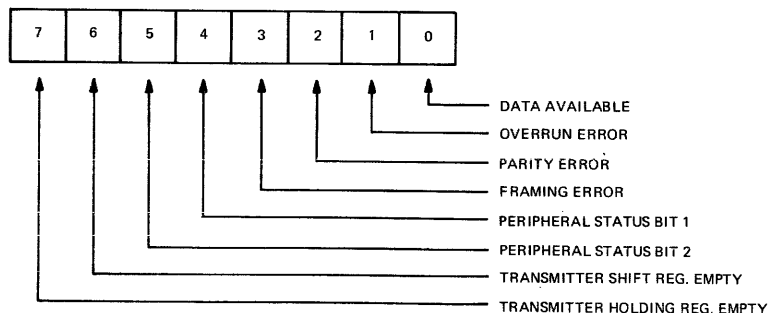 7 6 5 4 3 2 1 0
DATA AVAILABLE
OVERRUN ERROR
PARITY ERROR
FRAMING ERROR
PERIPHERAL STATUS BIT 1
PERIPHERAL STATUS BIT 2
TRANSMITTER SHIFT REG. EMPTY
TRANSMITTER HOLDING REG. EMPTY